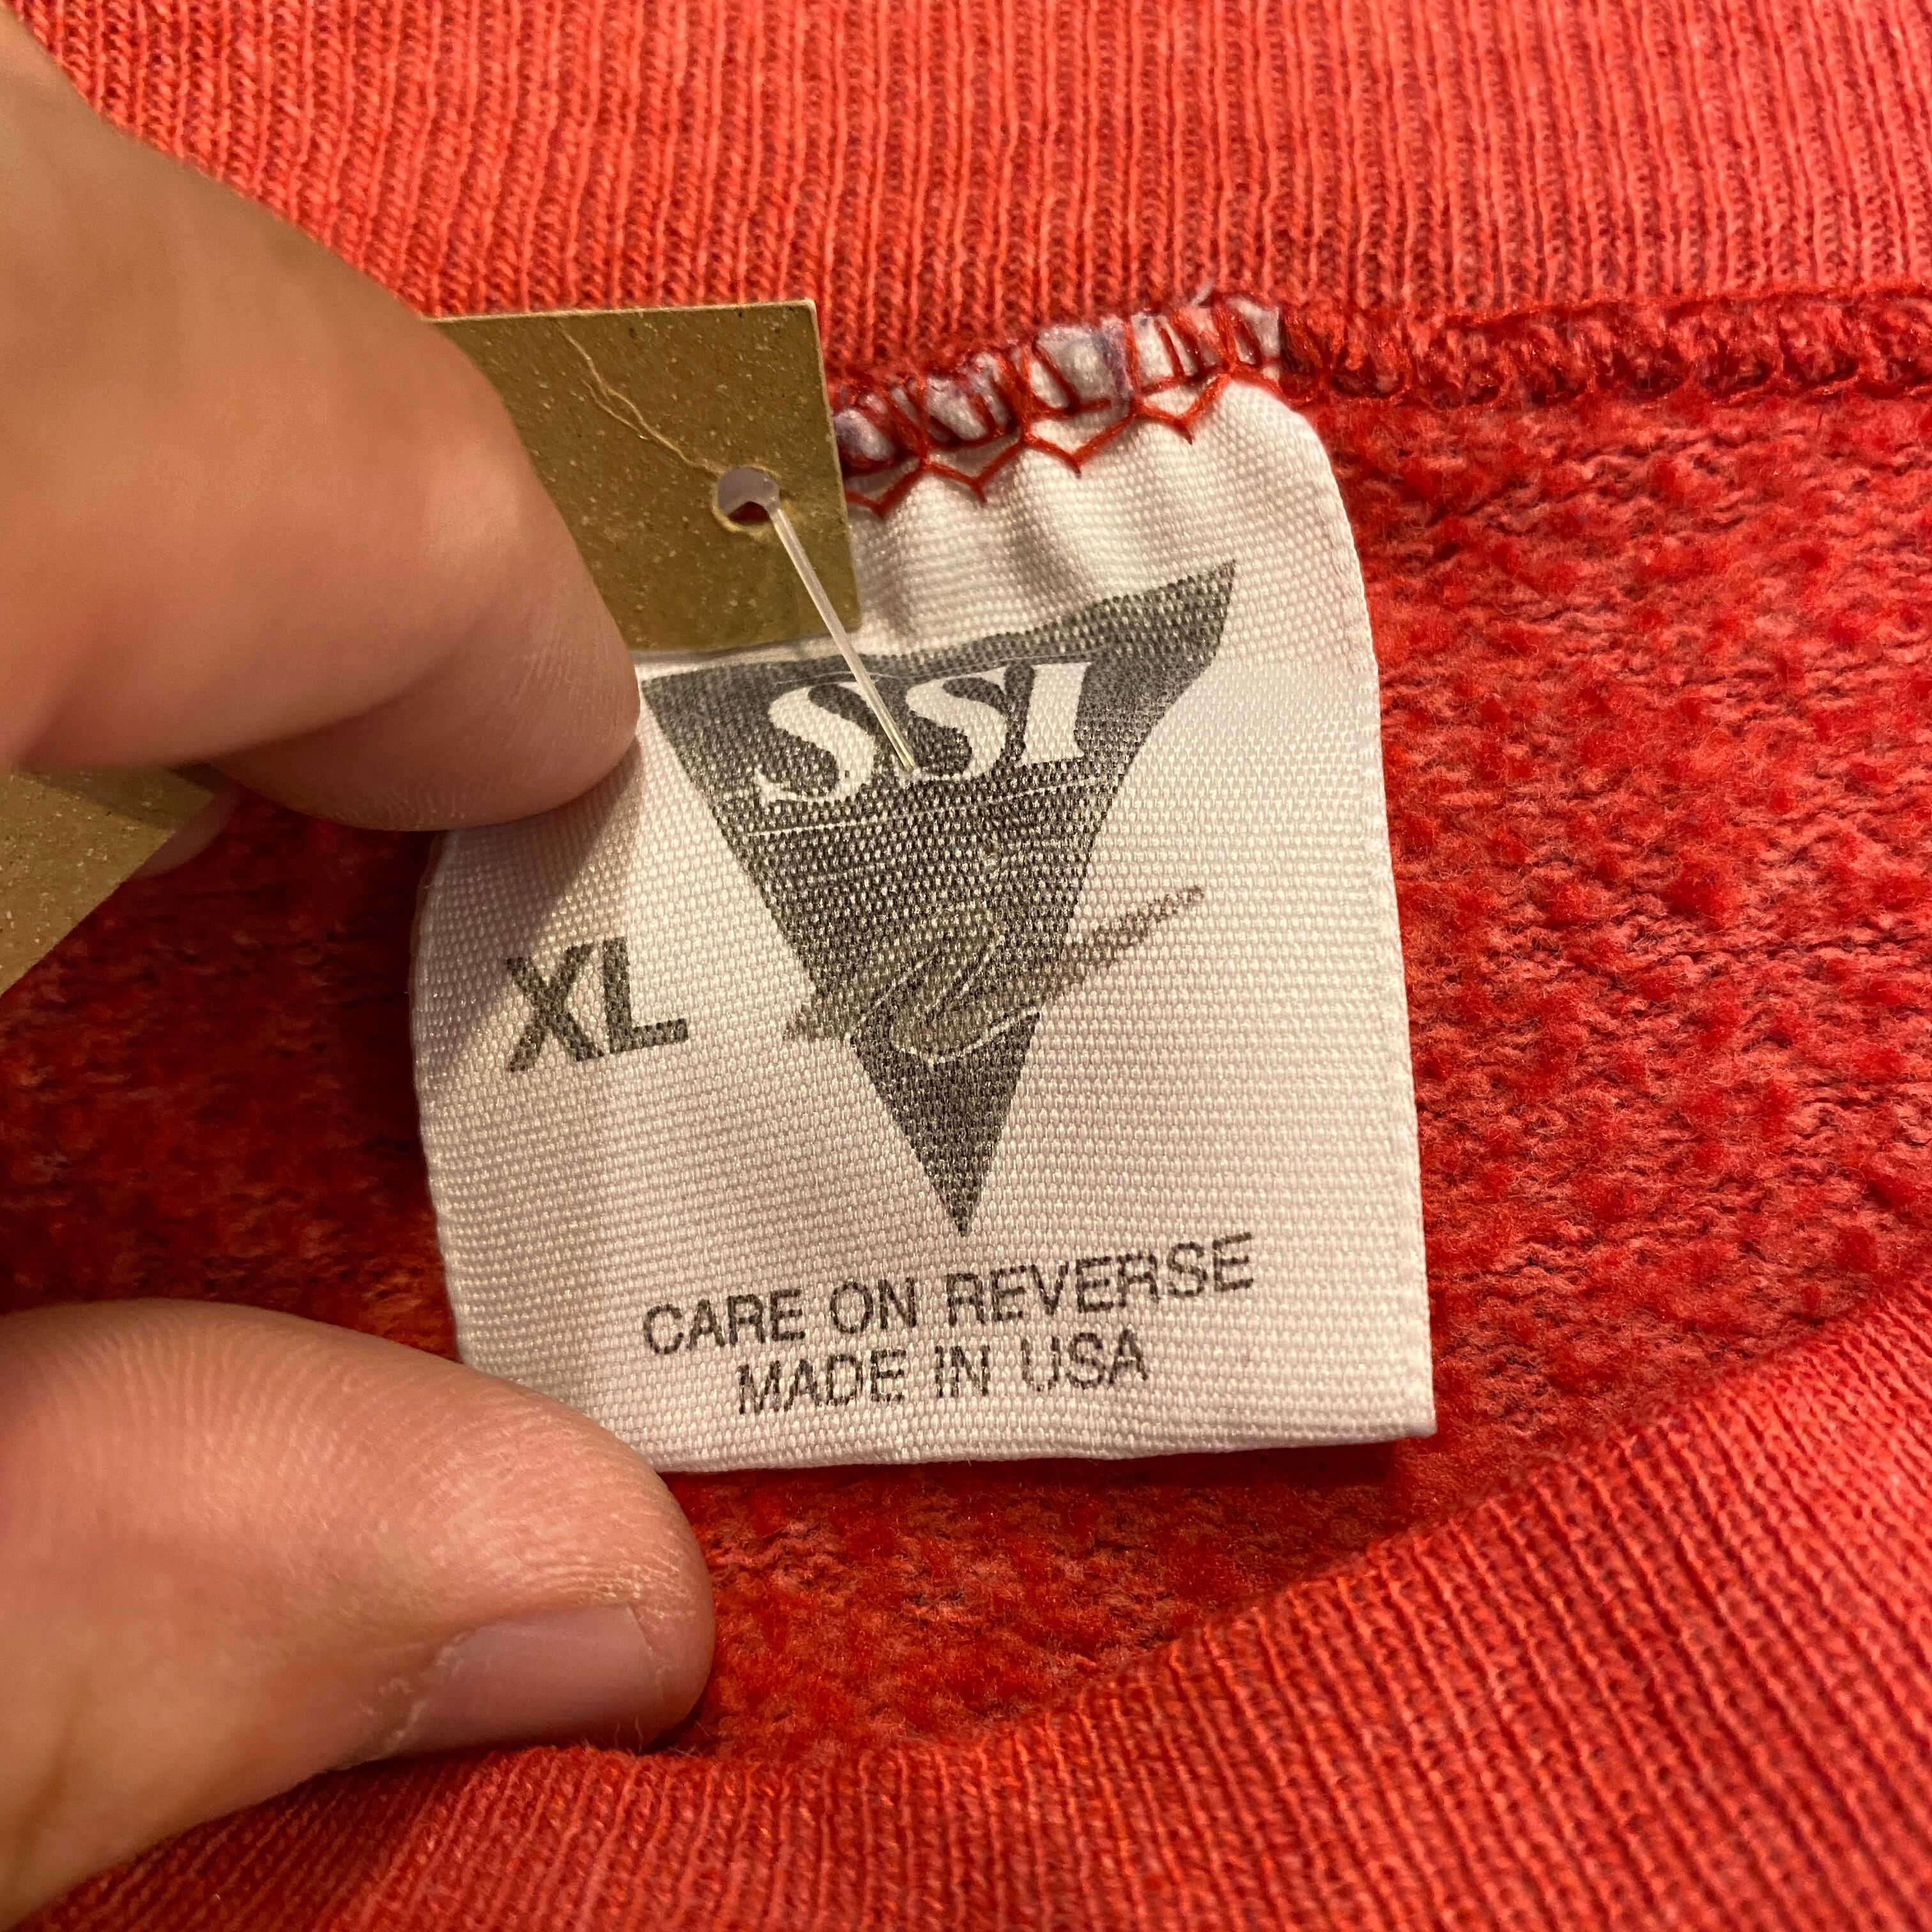 SSI
XL
CARE ON REVERSE
MADE IN USA